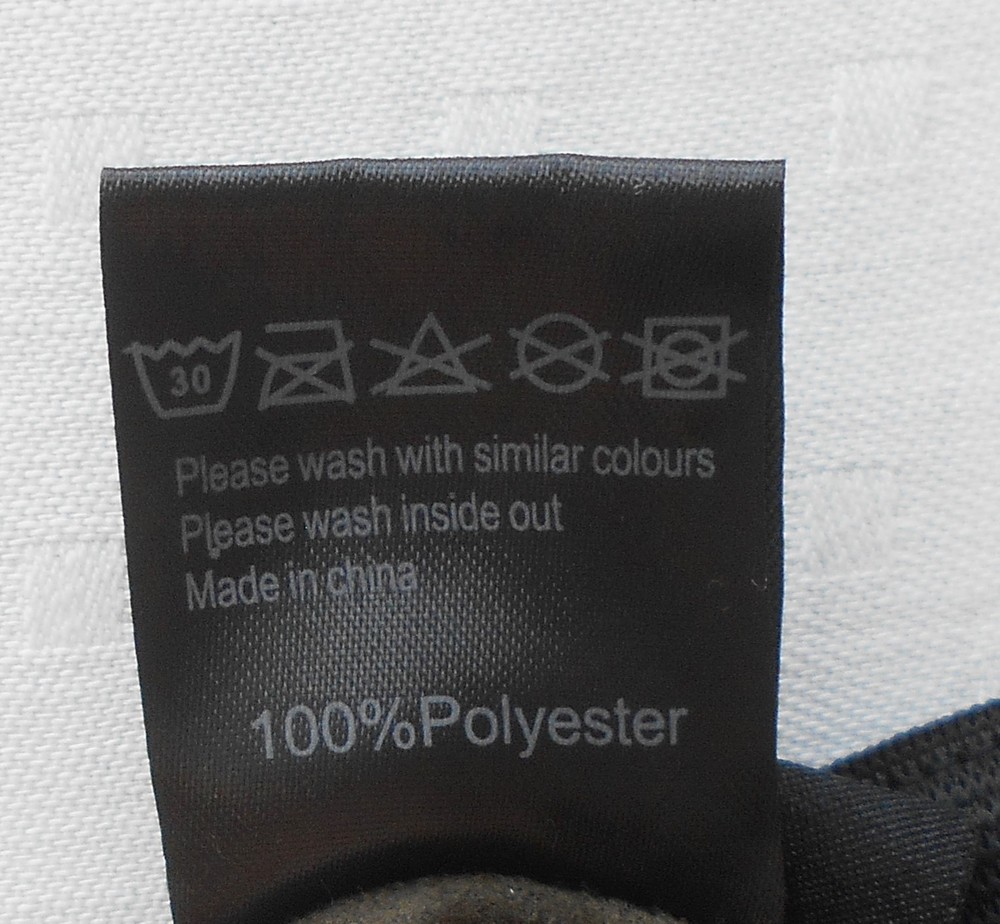 30
Please wash with similar colours
Please wash inside out
Made in china
100%Polyester